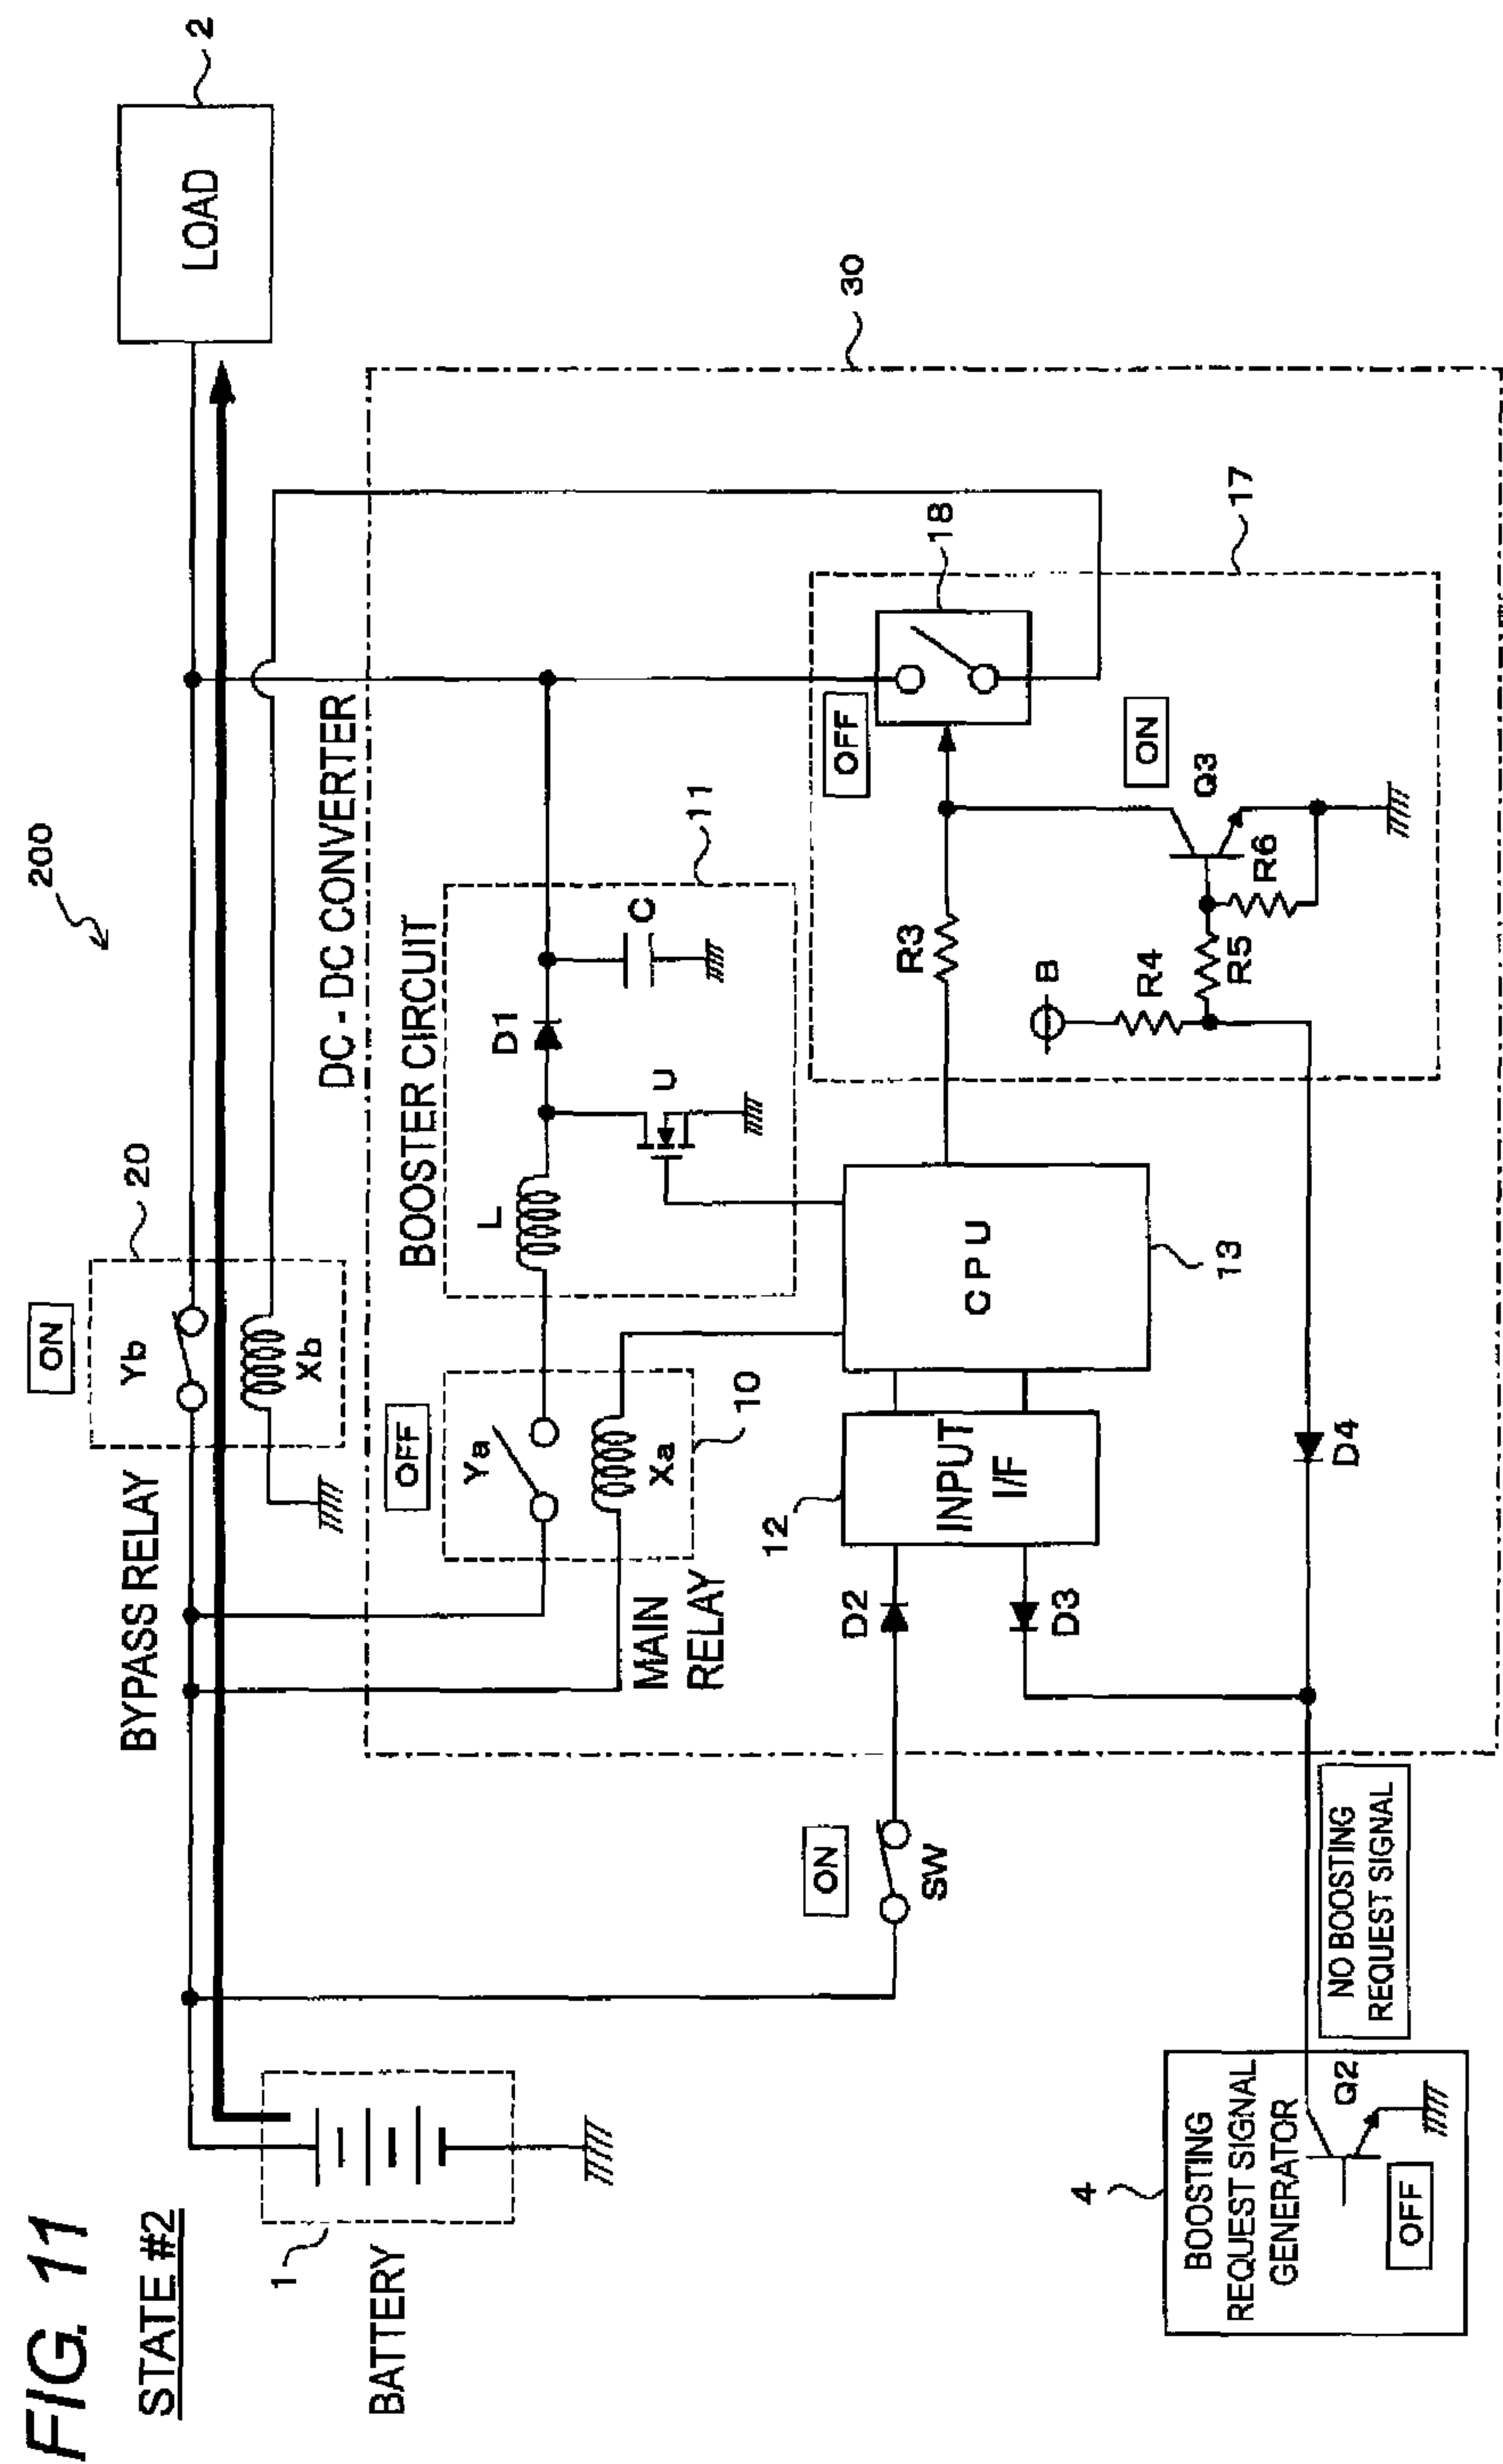 FIG. 11
STATE #2
200
BYPASS RELAY
ON
20
Yb
Xb
LOAD
2
1
BATTERY
DC - DC CONVERTER
30
OFF
Ya
Xa
10
MAIN
RELAY
BOOSTER CIRCUIT
11
L
D1
U
C
ON
SW
D2
D3
12
INPUT
I/F
CPU
13
R3
OFF
18
17
B
R4
R5
R6
ON
Q3
D4
NO BOOSTING
REQUEST SIGNAL
4
BOOSTING
REQUEST SIGNAL
GENERATOR
Q2
OFF